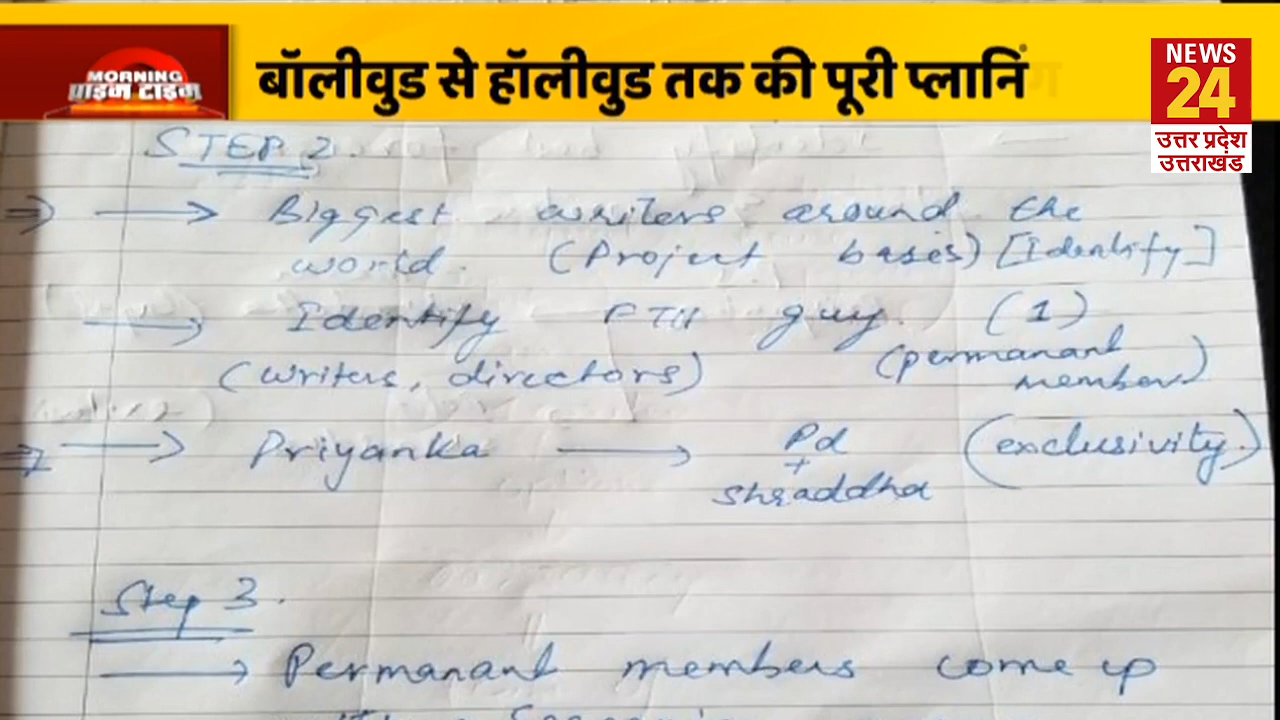 MORNING
प्राइम टाइम
बॉलीवुड से हॉलीवुड तक की पूरी प्लानिंग
NEWS
24
उत्तर प्रदेश
उत्तराखंड
STEP 2.
⇒ → Biggest writers around the
world. (Project bases) [Identify]
→ Identify FTII guy. (1)
(writers, directors) (permanant
members)
⇒ → Priyanka → Pd (exclusivity.)
+
shraddha
Step 3.
→ Permanant members come up